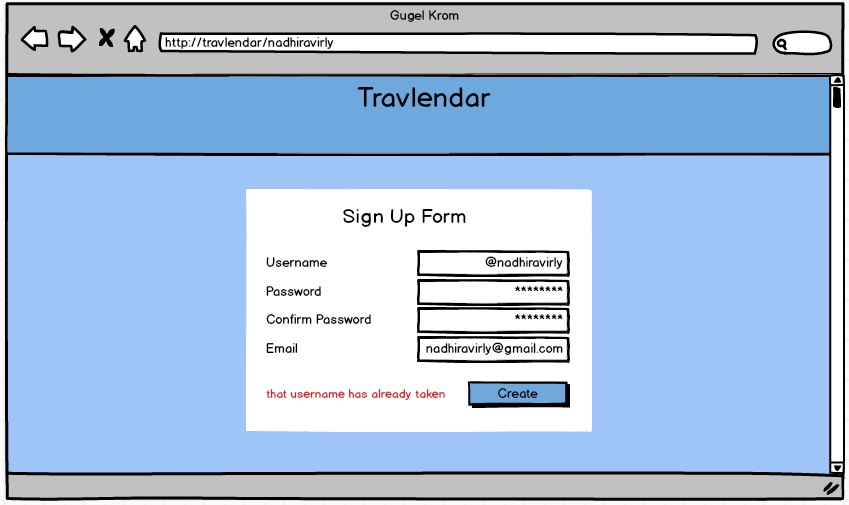 Gugel Krom
http://travlendar/nadhiravirly
Travlendar
Sign Up Form
Username @nadhiravirly
Password ********
Confirm Password ********
Email nadhiravirly@gmail.com
that username has already taken Create